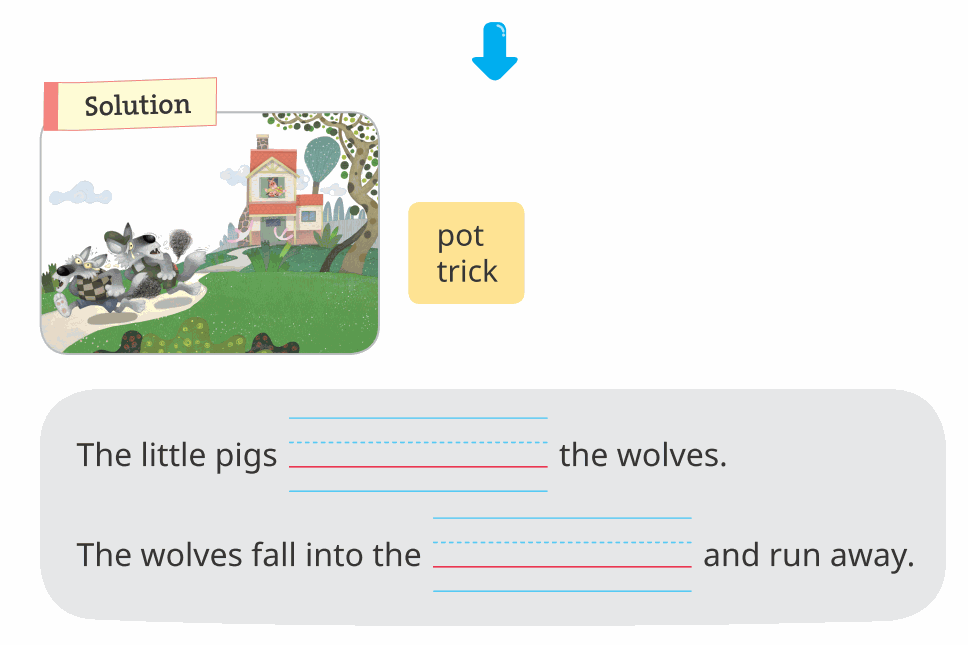 Solution
pot
trick
The little pigs the wolves.
The wolves fall into the and run away.